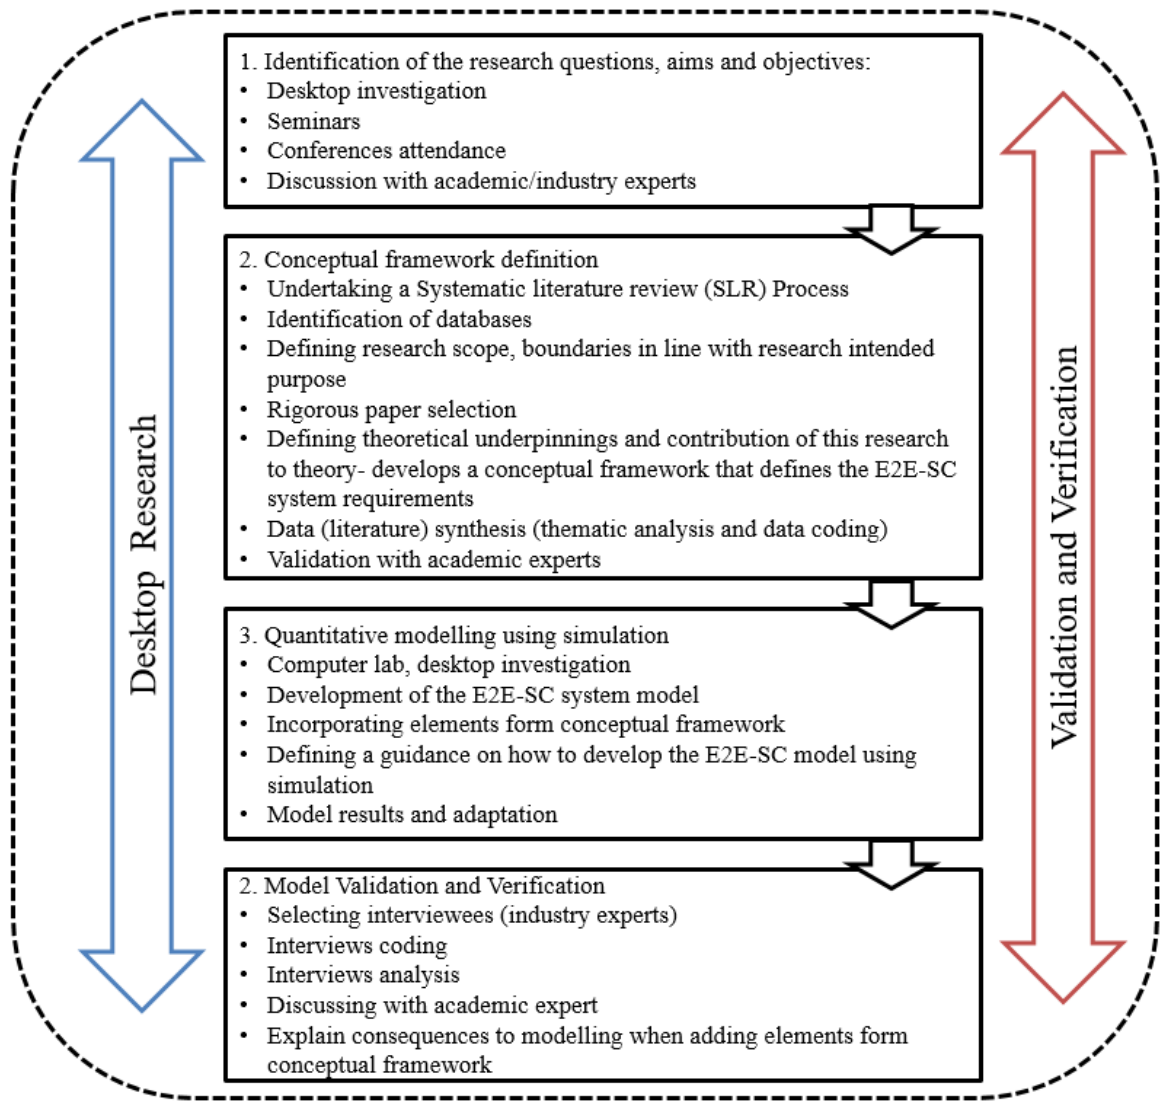 1. Identification of the research questions, aims and objectives:
• Desktop investigation
• Seminars
• Conferences attendance
• Discussion with academic/industry experts
2. Conceptual framework definition
• Undertaking a Systematic literature review (SLR) Process
• Identification of databases
• Defining research scope, boundaries in line with research intended
purpose
• Rigorous paper selection
• Defining theoretical underpinnings and contribution of this research
to theory- develops a conceptual framework that defines the E2E-SC
system requirements
• Data (literature) synthesis (thematic analysis and data coding)
• Validation with academic experts
3. Quantitative modelling using simulation
• Computer lab, desktop investigation
• Development of the E2E-SC system model
• Incorporating elements form conceptual framework
• Defining a guidance on how to develop the E2E-SC model using
simulation
• Model results and adaptation
2. Model Validation and Verification
• Selecting interviewees (industry experts)
• Interviews coding
• Interviews analysis
• Discussing with academic expert
• Explain consequences to modelling when adding elements form
conceptual framework
Desktop Research
Validation and Verification